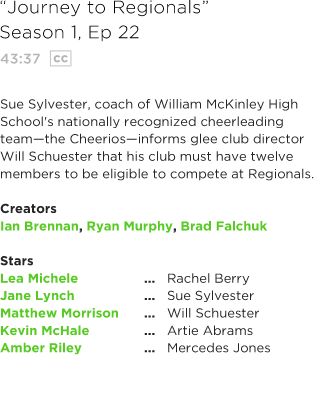 “Journey to Regionals”
Season 1, Ep 22
43:37 CC
Sue Sylvester, coach of William McKinley High
School's nationally recognized cheerleading
team—the Cheerios—informs glee club director
Will Schuester that his club must have twelve
members to be eligible to compete at Regionals.
Creators
Ian Brennan, Ryan Murphy, Brad Falchuk
Stars
Lea Michele ... Rachel Berry
Jane Lynch ... Sue Sylvester
Matthew Morrison ... Will Schuester
Kevin McHale ... Artie Abrams
Amber Riley ... Mercedes Jones